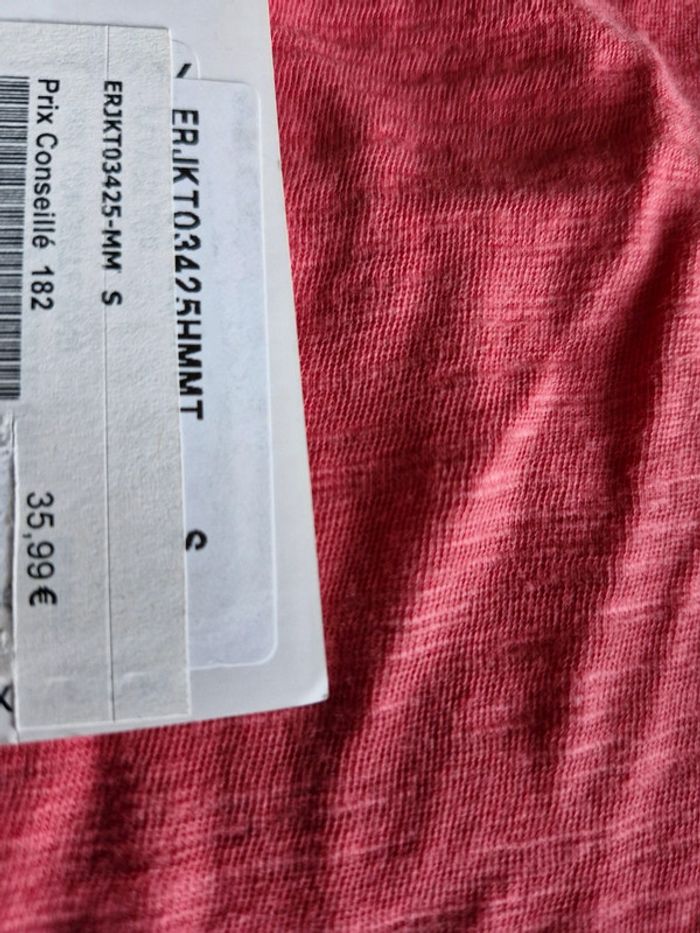 ERJKT03425HMMT S
ERJKT03425-MM S
Prix Conseillé 182 35,99€